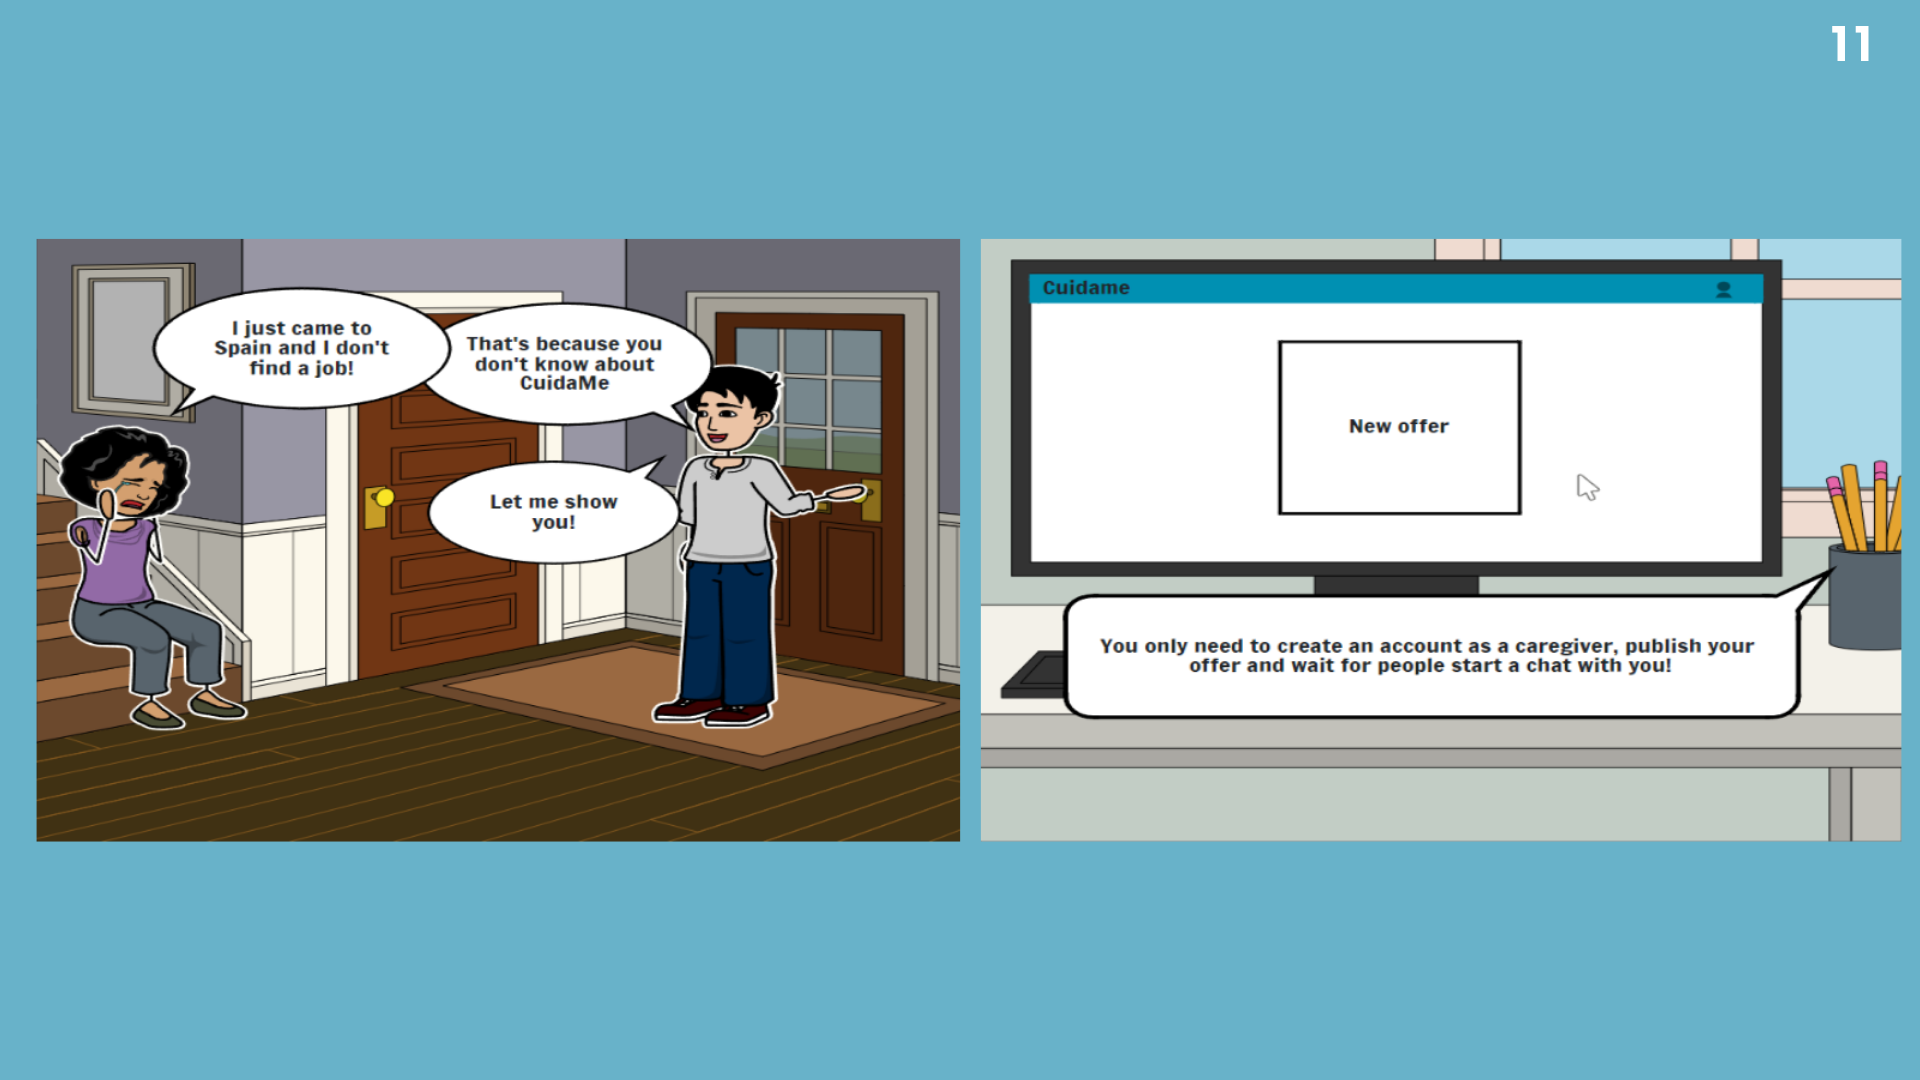 11
I just came to
Spain and I don't
find a job!
That's because you
don't know about
CuidaMe
Let me show
you!
Cuidame
New offer
You only need to create an account as a caregiver, publish your
offer and wait for people start a chat with you!